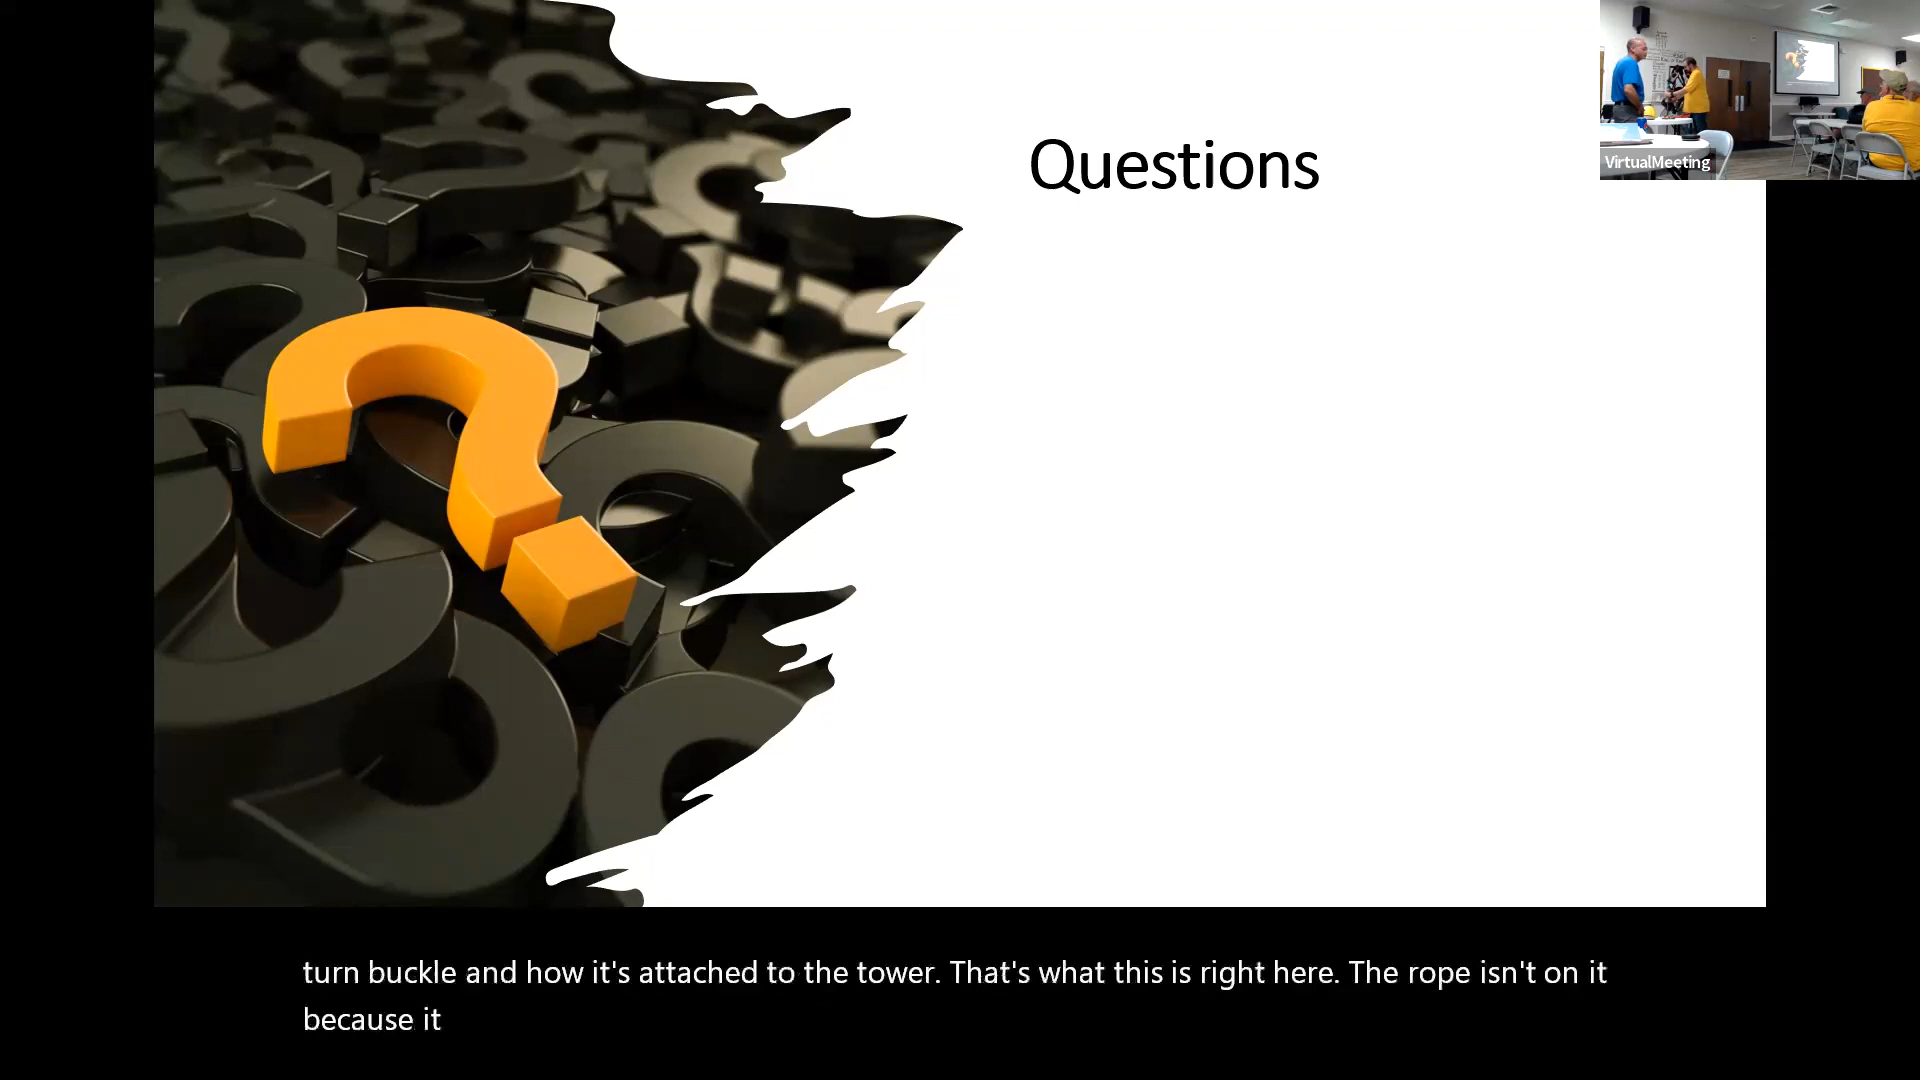 Questions
VirtualMeeting
turn buckle and how it's attached to the tower. That's what this is right here. The rope isn't on it
because it